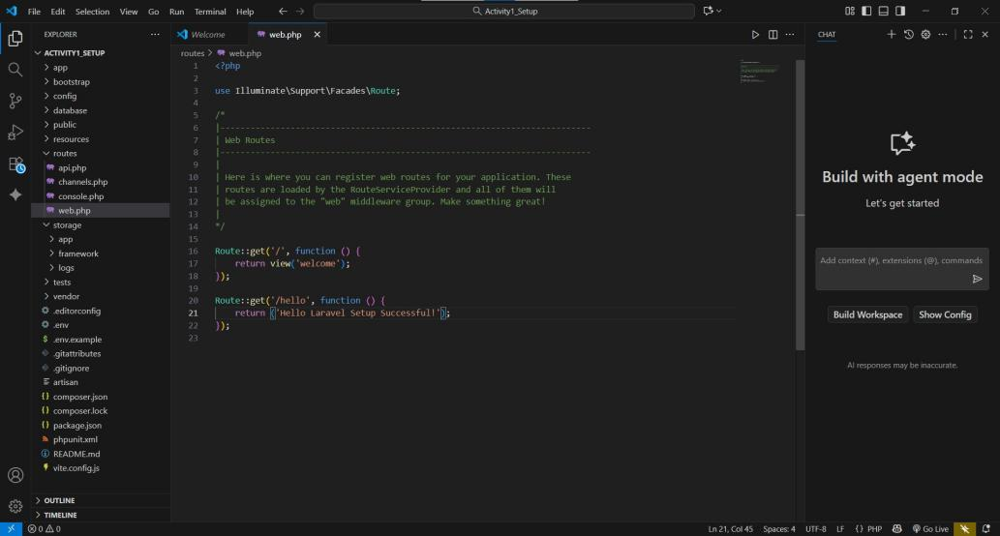 File Edit Selection View Go Run Terminal Help
Activity1_Setup
EXPLORER
ACTIVITY1_SETUP
app
bootstrap
config
database
public
resources
routes
api.php
channels.php
console.php
web.php
storage
app
framework
logs
tests
vendor
.editorconfig
.env
$ .env.example
.gitattributes
.gitignore
artisan
{} composer.json
{} composer.lock
{} package.json
phpunit.xml
README.md
vite.config.js
OUTLINE
TIMELINE
Welcome web.php
routes > web.php
1 <?php
2
3 use Illuminate\Support\Facades\Route;
4
5 /*
6 |--------------------------------------------------------------------------
7 | Web Routes
8 |--------------------------------------------------------------------------
9 |
10 | Here is where you can register web routes for your application. These
11 | routes are loaded by the RouteServiceProvider and all of them will
12 | be assigned to the "web" middleware group. Make something great!
13 |
14 */
15
16 Route::get('/', function () {
17 return view('welcome');
18 });
19
20 Route::get('/hello', function () {
21 return ('Hello Laravel Setup Successful!');
22 });
23
CHAT
Build with agent mode
Let's get started
Add context (#), extensions (@), commands
Build Workspace Show Config
AI responses may be inaccurate.
0 0
Ln 21, Col 45 Spaces: 4 UTF-8 LF {} PHP Go Live